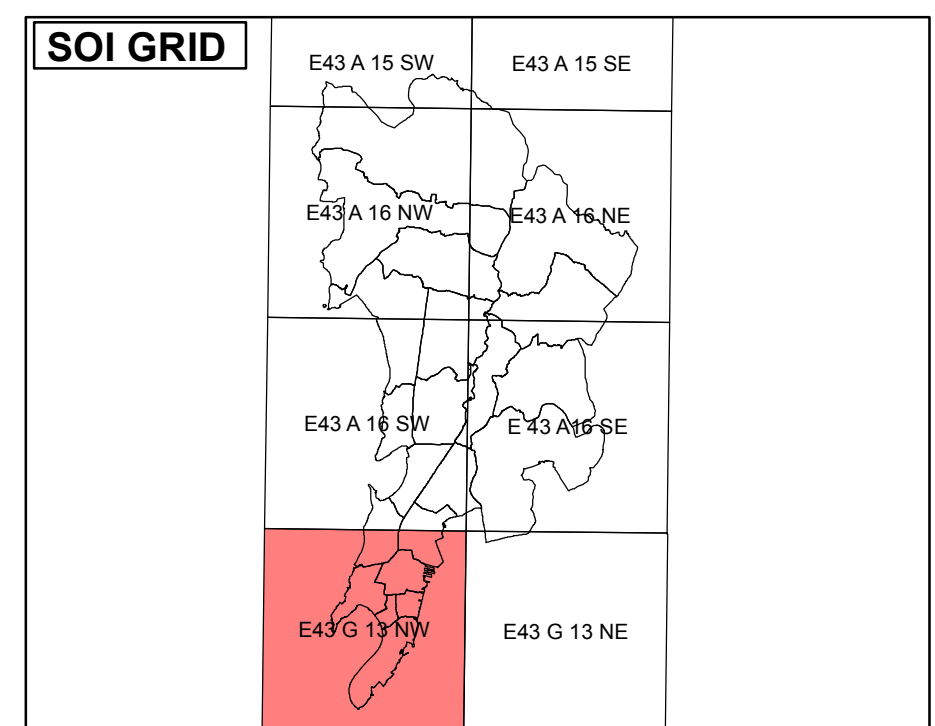 SOI GRID
E43 A 15 SW
E43 A 15 SE
E43 A 16 NW
E43 A 16 NE
E43 A 16 SW
E 43 A16 SE
E43 G 13 NW
E43 G 13 NE